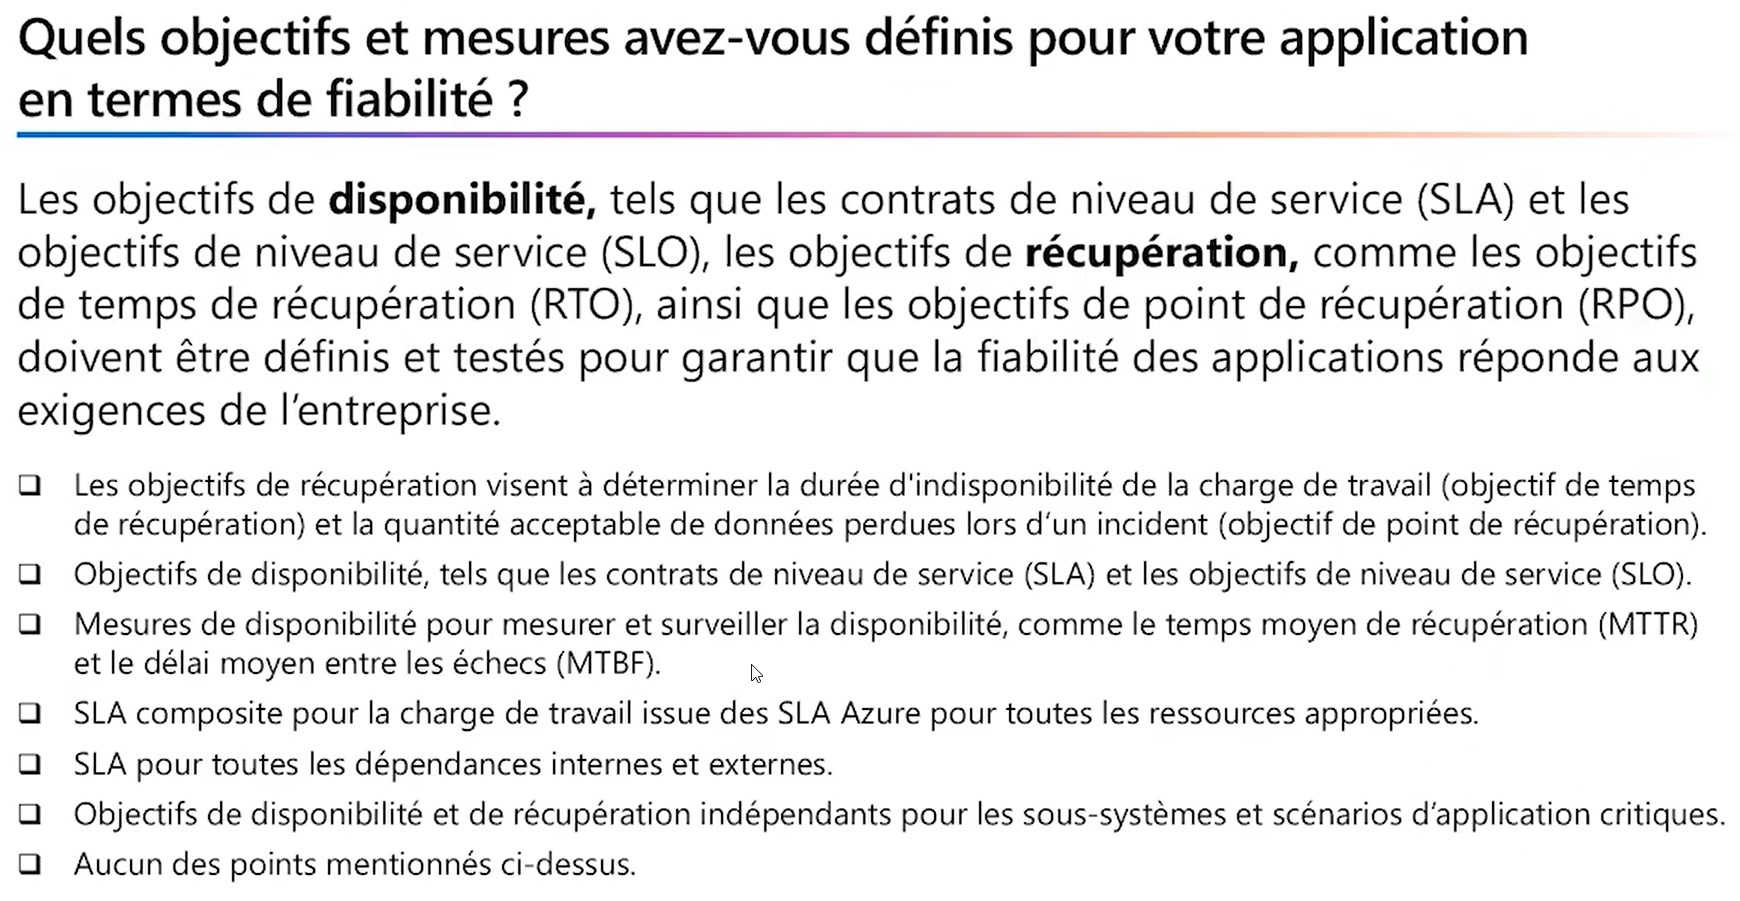 Quels objectifs et mesures avez-vous définis pour votre application
en termes de fiabilité ?
Les objectifs de disponibilité, tels que les contrats de niveau de service (SLA) et les
objectifs de niveau de service (SLO), les objectifs de récupération, comme les objectifs
de temps de récupération (RTO), ainsi que les objectifs de point de récupération (RPO),
doivent être définis et testés pour garantir que la fiabilité des applications réponde aux
exigences de l’entreprise.
❑ Les objectifs de récupération visent à déterminer la durée d'indisponibilité de la charge de travail (objectif de temps
de récupération) et la quantité acceptable de données perdues lors d’un incident (objectif de point de récupération).
❑ Objectifs de disponibilité, tels que les contrats de niveau de service (SLA) et les objectifs de niveau de service (SLO).
❑ Mesures de disponibilité pour mesurer et surveiller la disponibilité, comme le temps moyen de récupération (MTTR)
et le délai moyen entre les échecs (MTBF).
❑ SLA composite pour la charge de travail issue des SLA Azure pour toutes les ressources appropriées.
❑ SLA pour toutes les dépendances internes et externes.
❑ Objectifs de disponibilité et de récupération indépendants pour les sous-systèmes et scénarios d’application critiques.
❑ Aucun des points mentionnés ci-dessus.